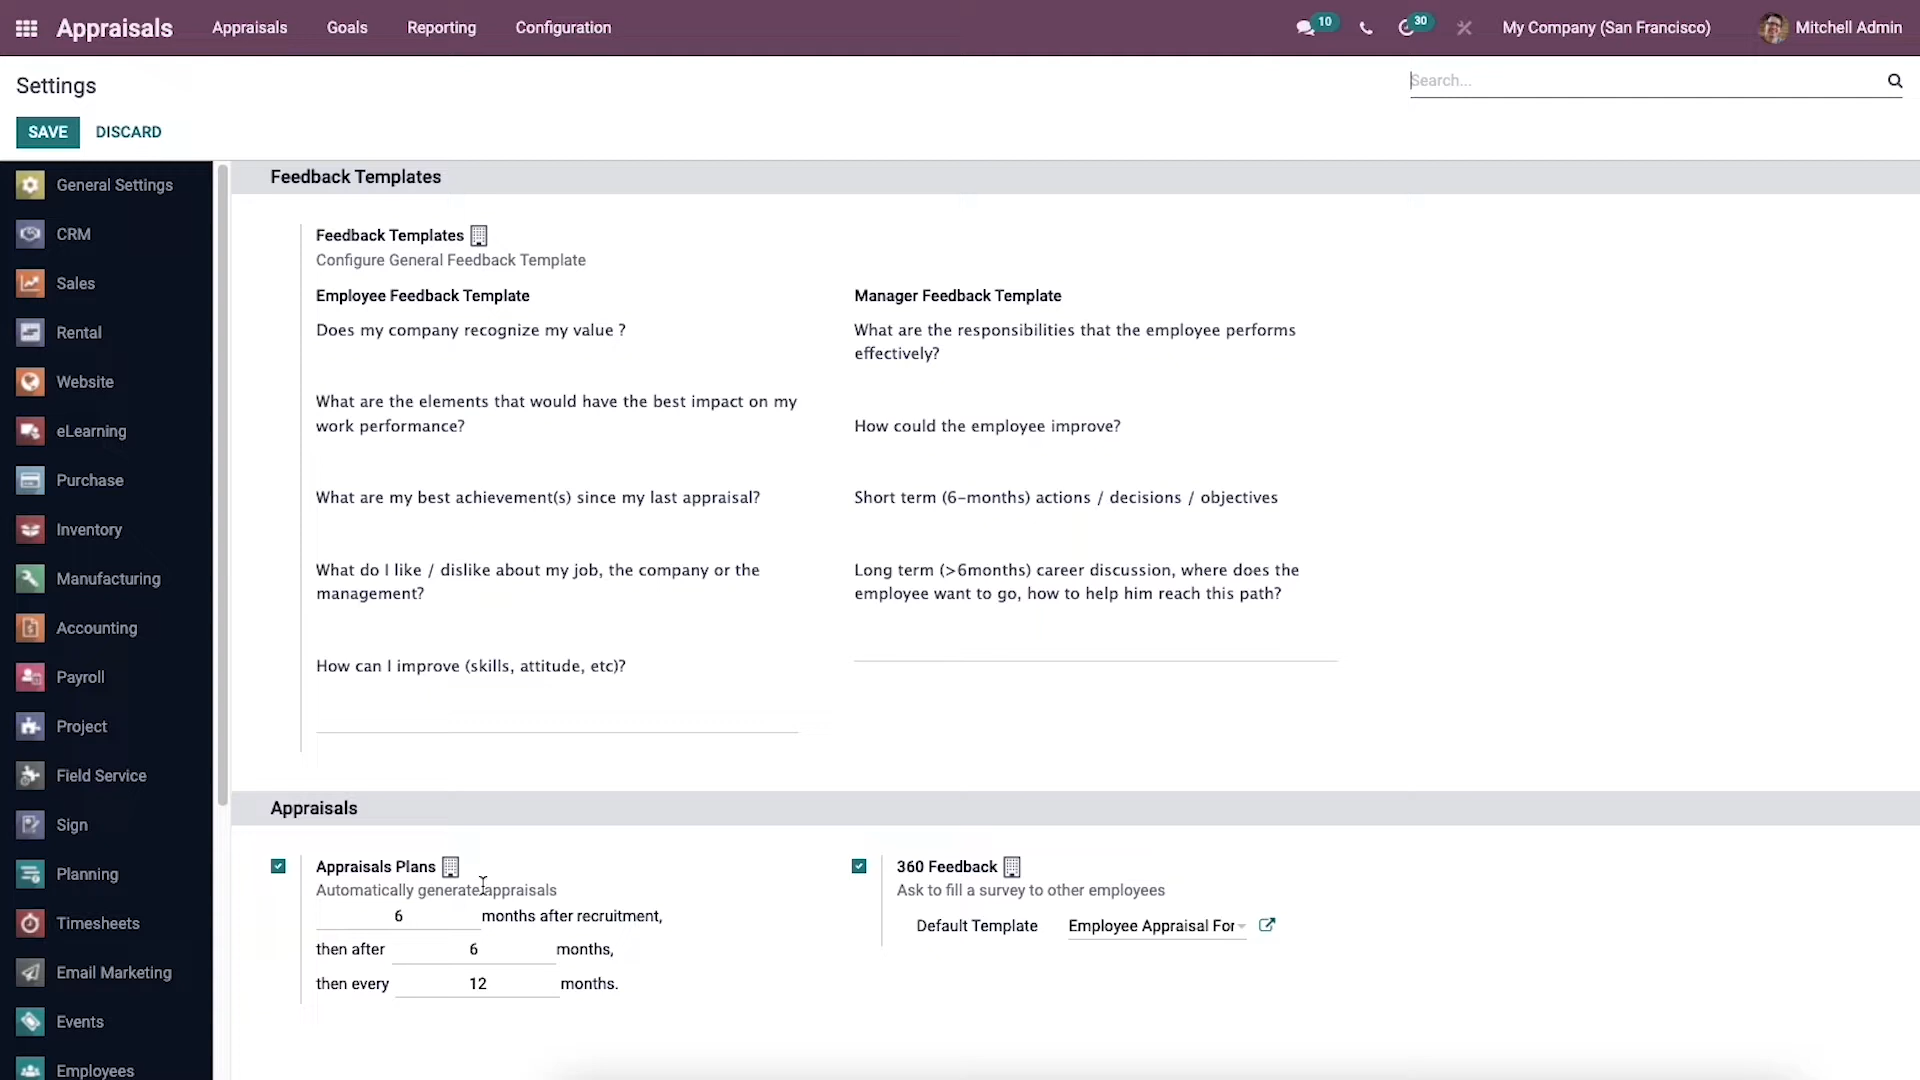 Appraisals Appraisals Goals Reporting Configuration 10 30 My Company (San Francisco) Mitchell Admin
Settings
Search...
SAVE DISCARD
General Settings
CRM
Sales
Rental
Website
eLearning
Purchase
Inventory
Manufacturing
Accounting
Payroll
Project
Field Service
Sign
Planning
Timesheets
Email Marketing
Events
Employees
Feedback Templates
Feedback Templates
Configure General Feedback Template
Employee Feedback Template
Does my company recognize my value ?
What are the elements that would have the best impact on my
work performance?
What are my best achievement(s) since my last appraisal?
What do I like / dislike about my job, the company or the
management?
How can I improve (skills, attitude, etc)?
Manager Feedback Template
What are the responsibilities that the employee performs
effectively?
How could the employee improve?
Short term (6-months) actions / decisions / objectives
Long term (>6months) career discussion, where does the
employee want to go, how to help him reach this path?
Appraisals
Appraisals Plans
Automatically generate appraisals
6 months after recruitment,
then after 6 months,
then every 12 months.
360 Feedback
Ask to fill a survey to other employees
Default Template Employee Appraisal For